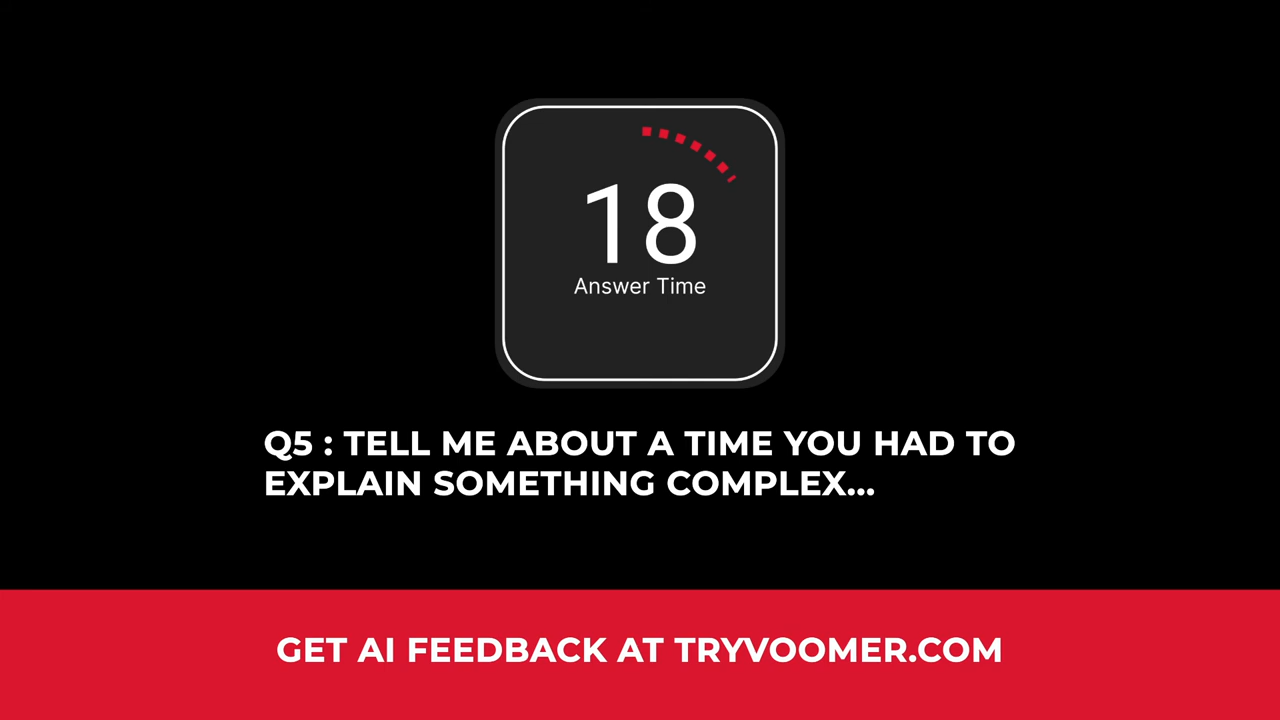 18
Answer Time
Q5 : TELL ME ABOUT A TIME YOU HAD TO
EXPLAIN SOMETHING COMPLEX...
GET AI FEEDBACK AT TRYVOOMER.COM